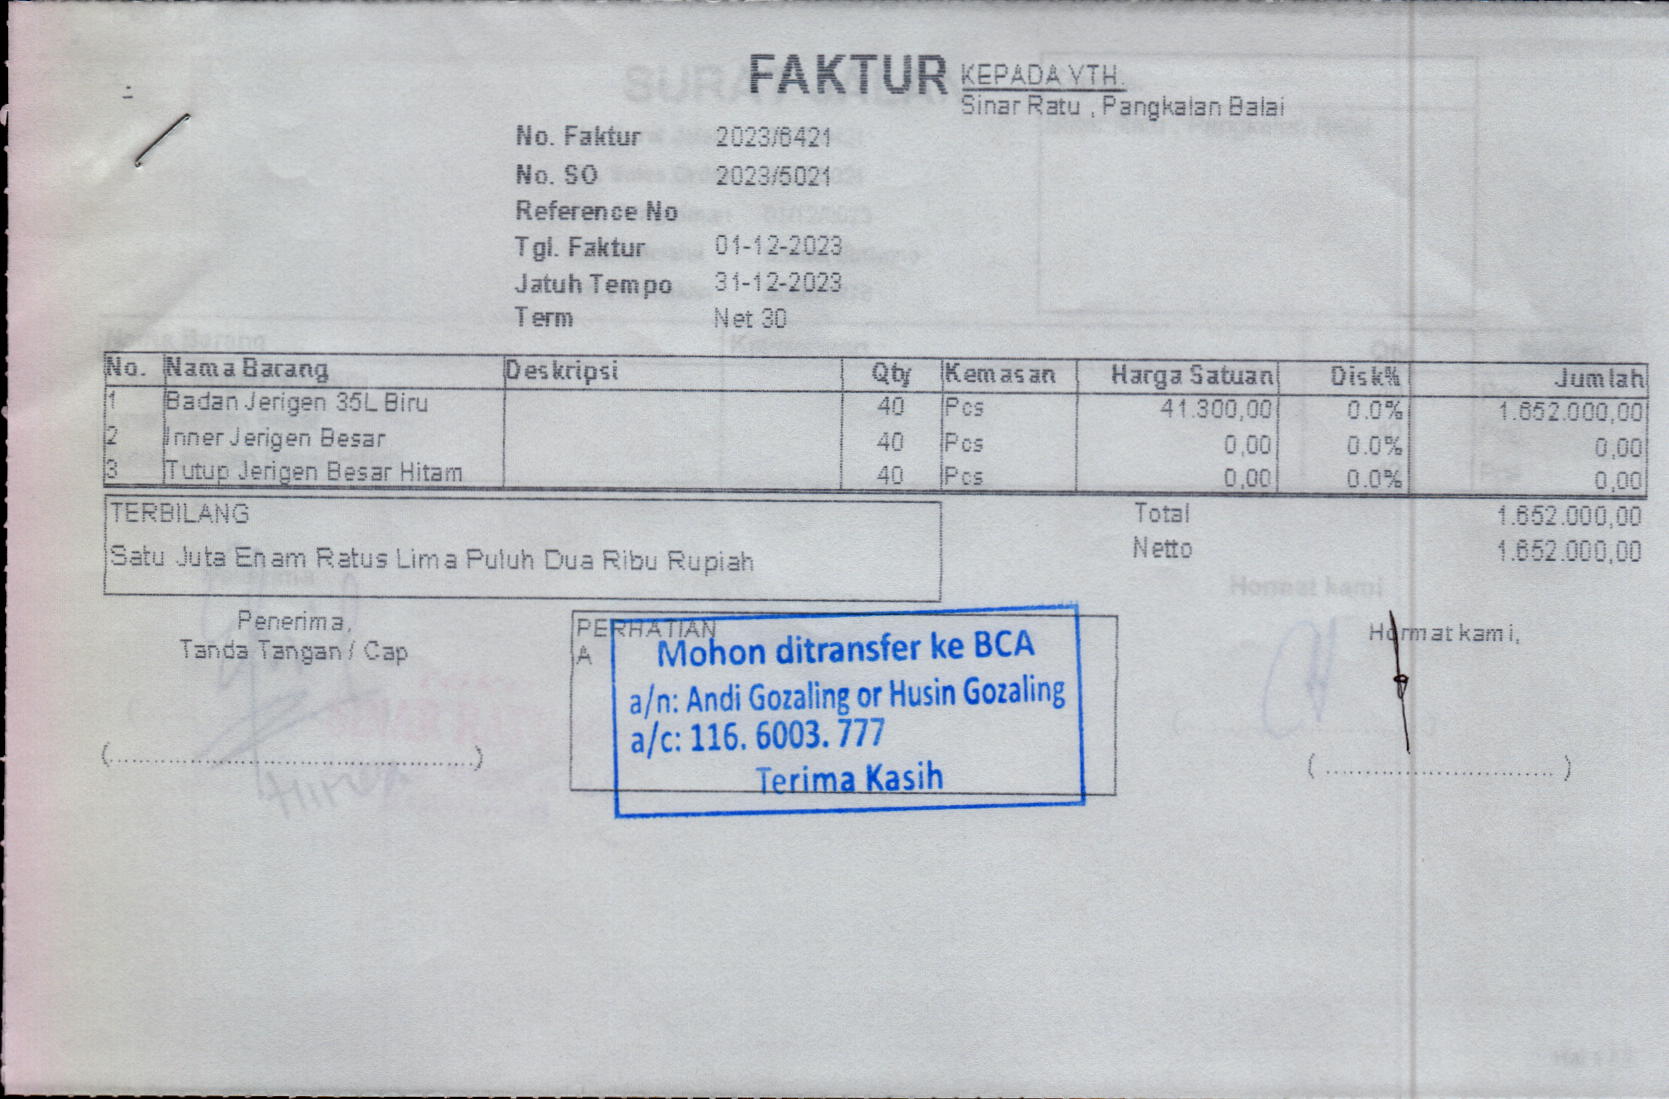 FAKTUR
KEPADA YTH.
Sinar Ratu , Pangkalan Balai
No. Faktur 2023/6421
No. SO 2023/5021
Reference No
Tgl. Faktur 01-12-2023
Jatuh Tempo 31-12-2023
Term Net 30
No. Nama Barang Deskripsi Qty Kemasan Harga Satuan Disk% Jumlah
1 Badan Jerigen 35L Biru 40 Pcs 41.300,00 0.0% 1.652.000,00
2 Inner Jerigen Besar 40 Pcs 0,00 0.0% 0,00
3 Tutup Jerigen Besar Hitam 40 Pcs 0,00 0.0% 0,00
TERBILANG
Satu Juta Enam Ratus Lima Puluh Dua Ribu Rupiah
Total 1.652.000,00
Netto 1.652.000,00
Penerima,
Tanda Tangan / Cap
(..............................................)
PERHATIAN
A
Mohon ditransfer ke BCA
a/n: Andi Gozaling or Husin Gozaling
a/c: 116. 6003. 777
Terima Kasih
Hormat kami,
( ............................. )